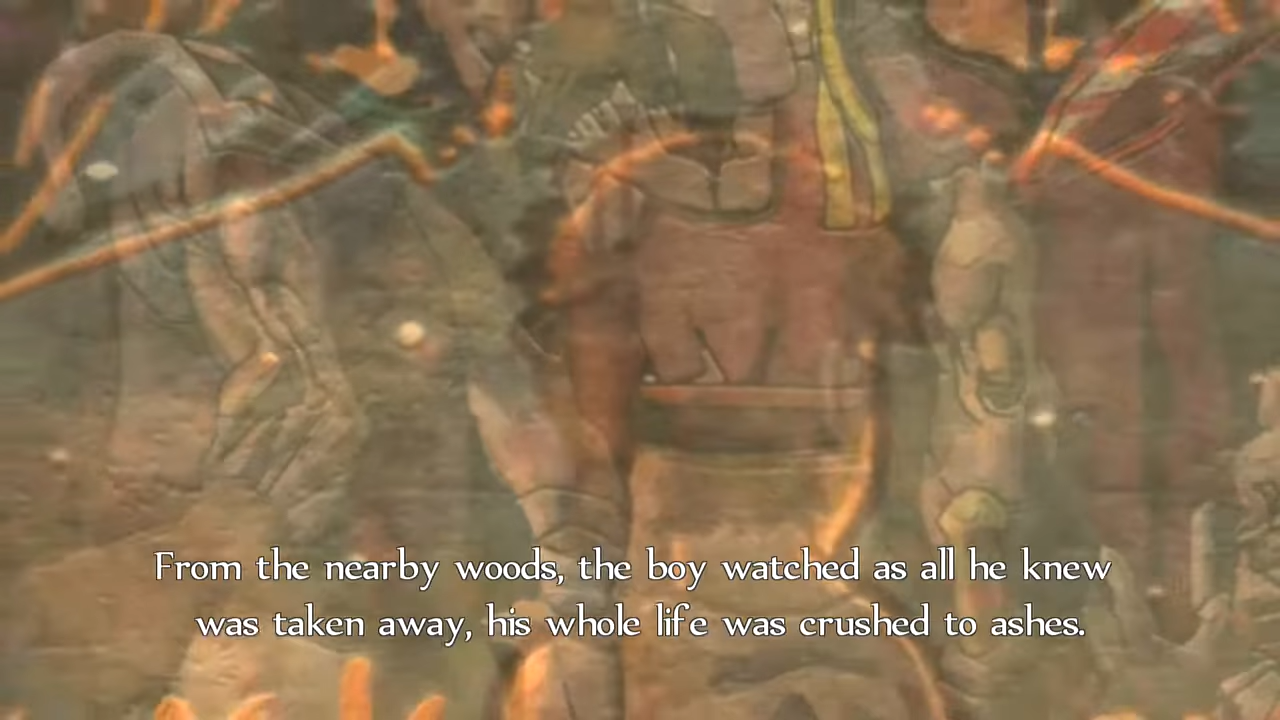 From the nearby woods, the boy watched as all he knew
was taken away, his whole life was crushed to ashes.